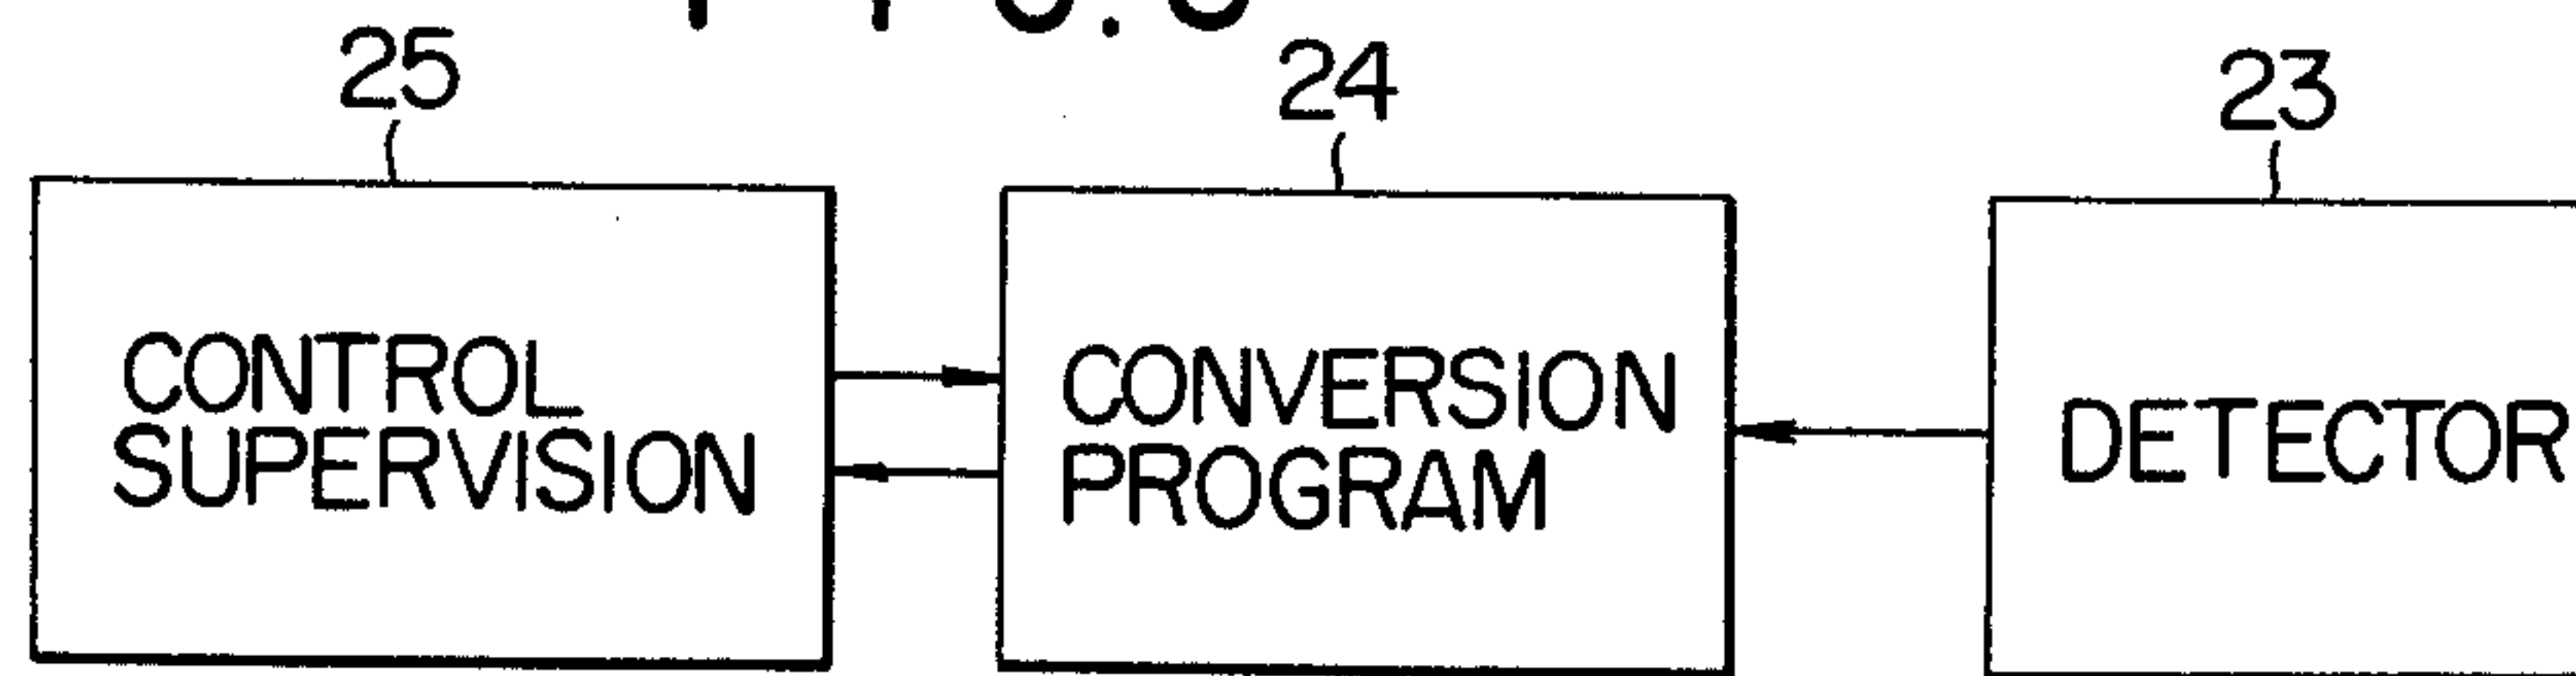 25
24
23
CONTROL
SUPERVISION
CONVERSION
PROGRAM
DETECTOR